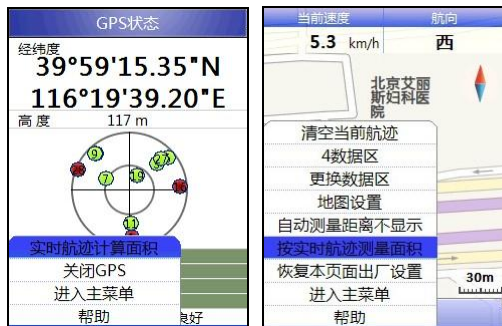 GPS状态
经纬度
39°59'15.35"N
116°19'39.20"E
高度 117 m
9
7
19
11
实时航迹计算面积
关闭GPS
进入主菜单
帮助
良好
当前速度 航向
5.3 km/h 西
北京艾丽
斯妇科医
院
清空当前航迹
4数据区
更换数据区
地图设置
自动测量距离不显示
按实时航迹测量面积
恢复本页面出厂设置
进入主菜单
帮助
30m